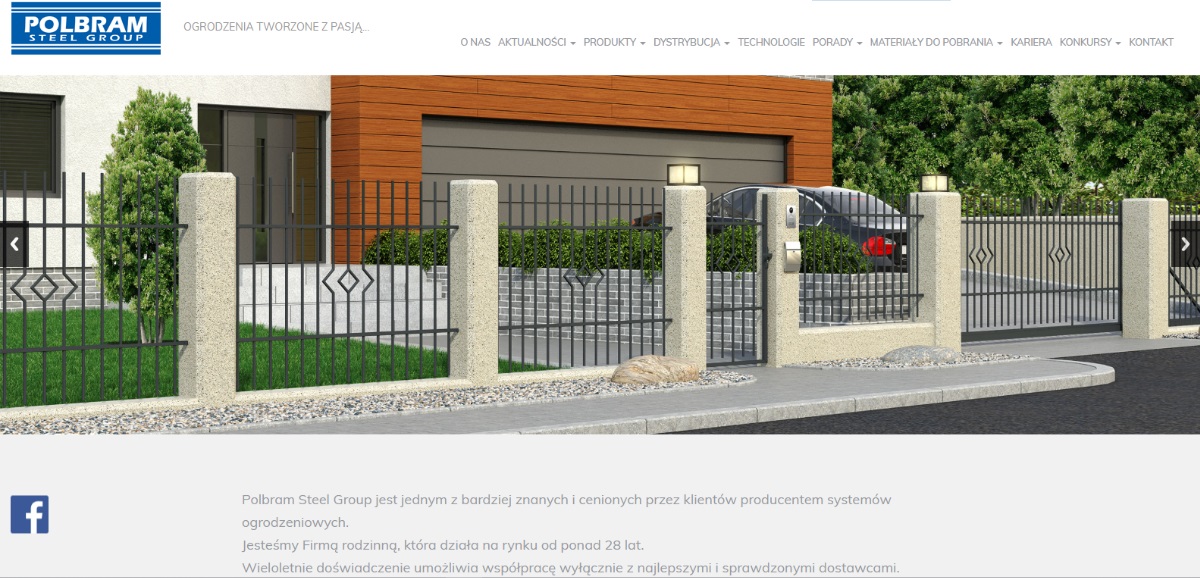 POLBRAM
STEEL GROUP
OGRODZENIA TWORZONE Z PASJĄ...
O NAS AKTUALNOŚCI PRODUKTY DYSTRYBUCJA TECHNOLOGIE PORADY MATERIAŁY DO POBRANIA KARIERA KONKURSY KONTAKT
Polbram Steel Group jest jednym z bardziej znanych i cenionych przez klientów producentem systemów
ogrodzeniowych.
Jesteśmy Firmą rodzinną, która działa na rynku od ponad 28 lat.
Wieloletnie doświadczenie umożliwia współpracę wyłącznie z najlepszymi i sprawdzonymi dostawcami.